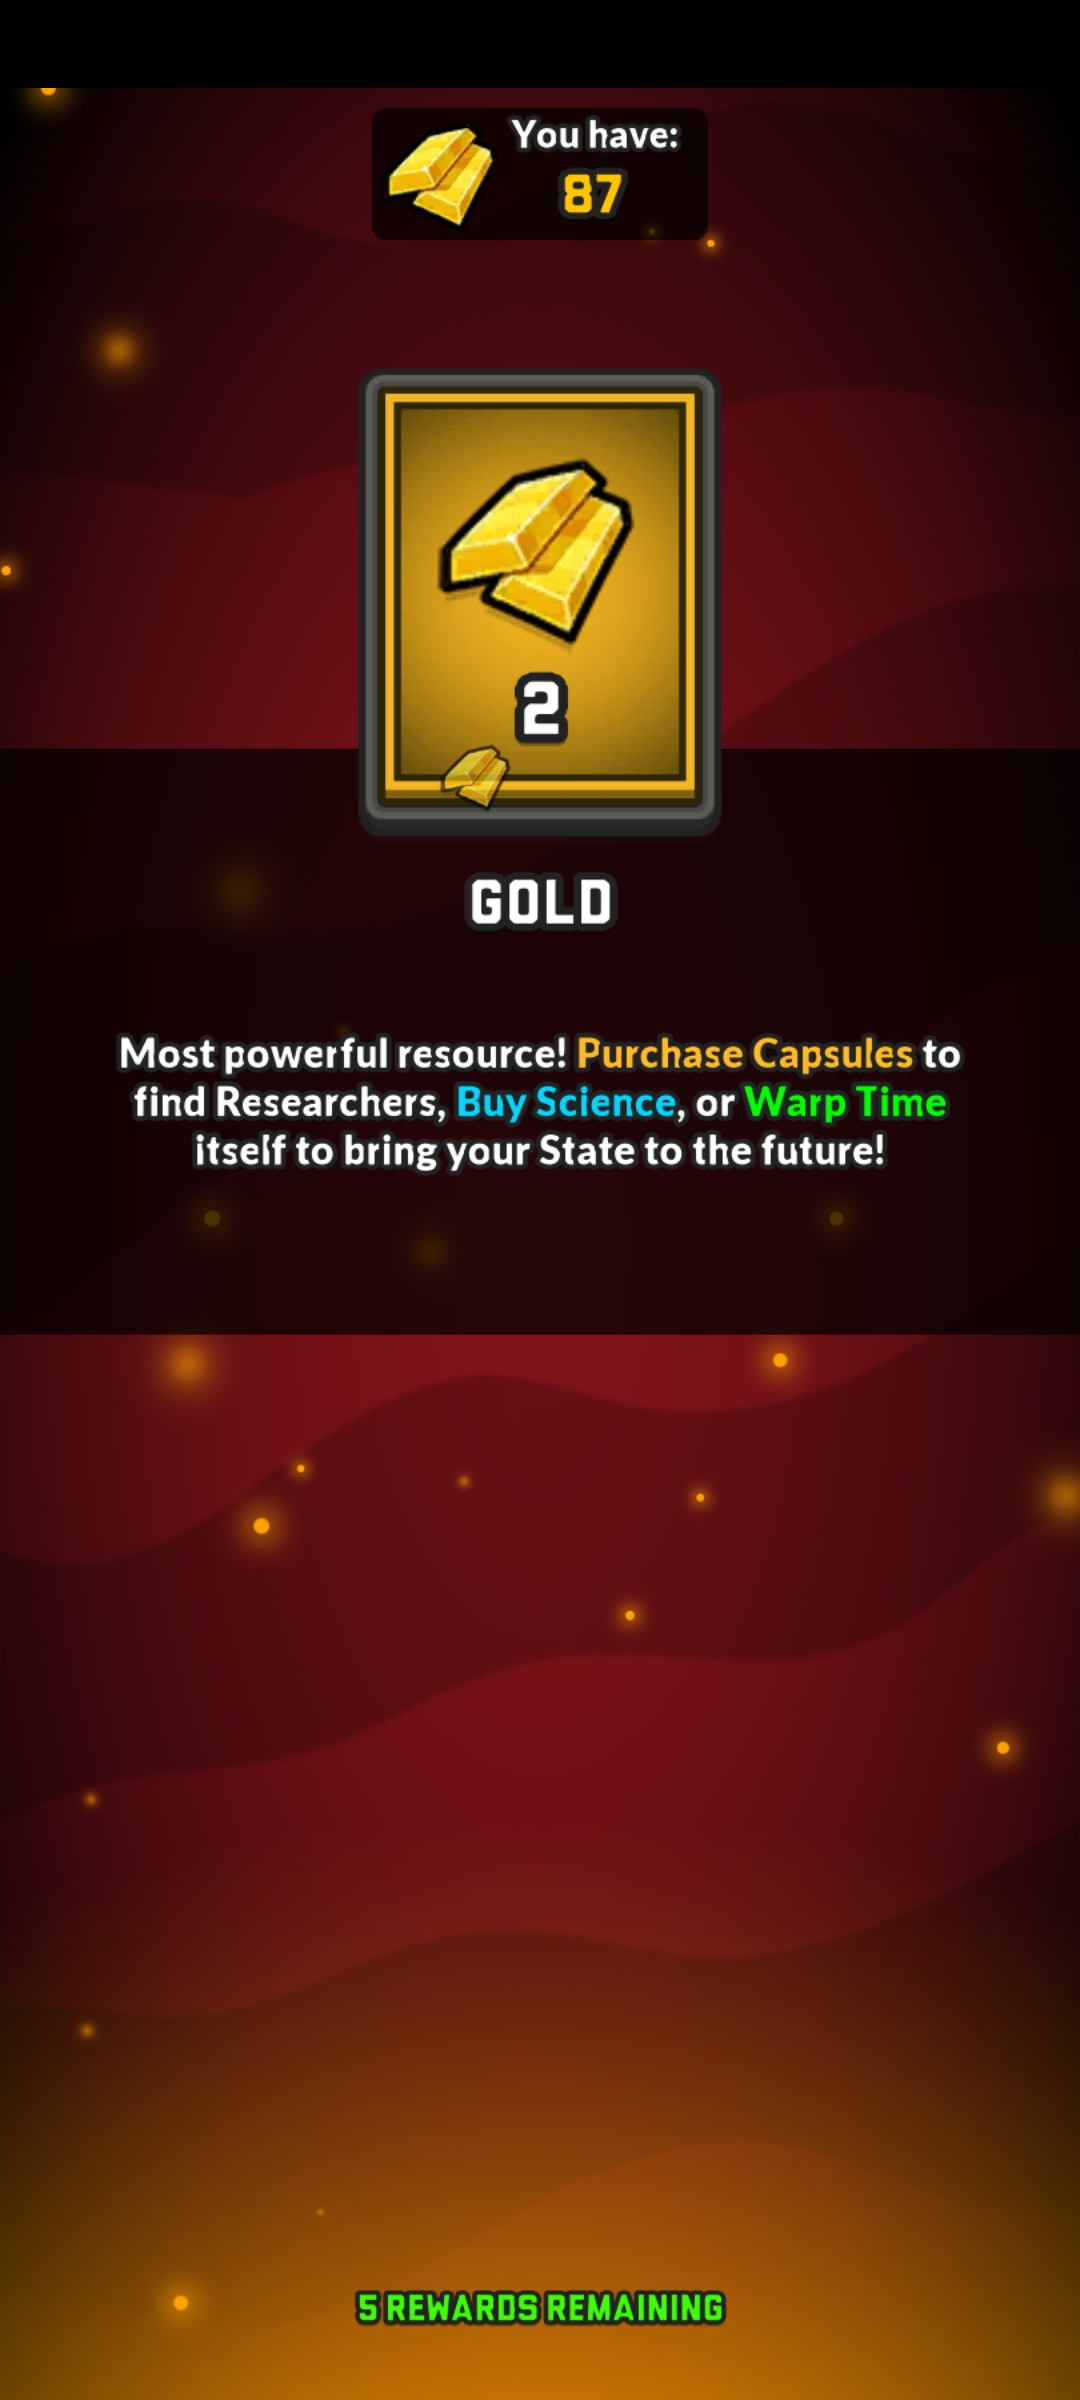 You have:
87
2
GOLD
Most powerful resource! Purchase Capsules to
find Researchers, Buy Science, or Warp Time
itself to bring your State to the future!
5 REWARDS REMAINING